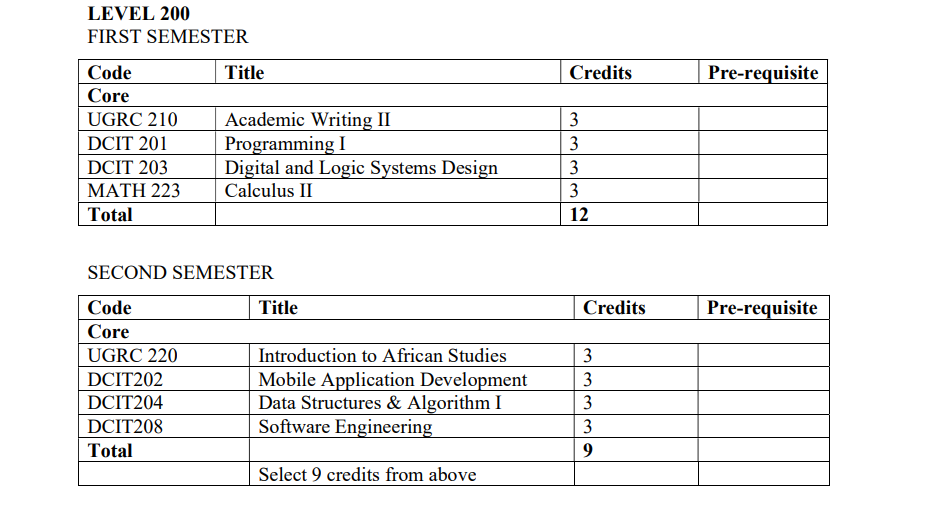 LEVEL 200
FIRST SEMESTER
Code Title Credits Pre-requisite
Core
UGRC 210 Academic Writing II 3
DCIT 201 Programming I 3
DCIT 203 Digital and Logic Systems Design 3
MATH 223 Calculus II 3
Total 12
SECOND SEMESTER
Code Title Credits Pre-requisite
Core
UGRC 220 Introduction to African Studies 3
DCIT202 Mobile Application Development 3
DCIT204 Data Structures & Algorithm I 3
DCIT208 Software Engineering 3
Total 9
Select 9 credits from above